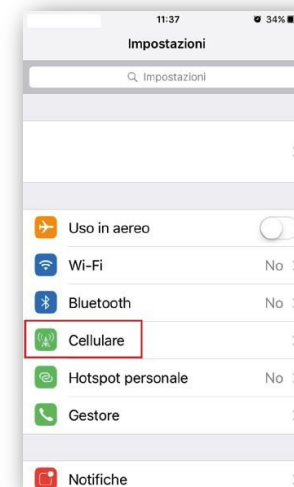 11:37
34%
Impostazioni
Impostazioni
Uso in aereo
Wi-Fi No
Bluetooth No
Cellulare
Hotspot personale No
Gestore
Notifiche